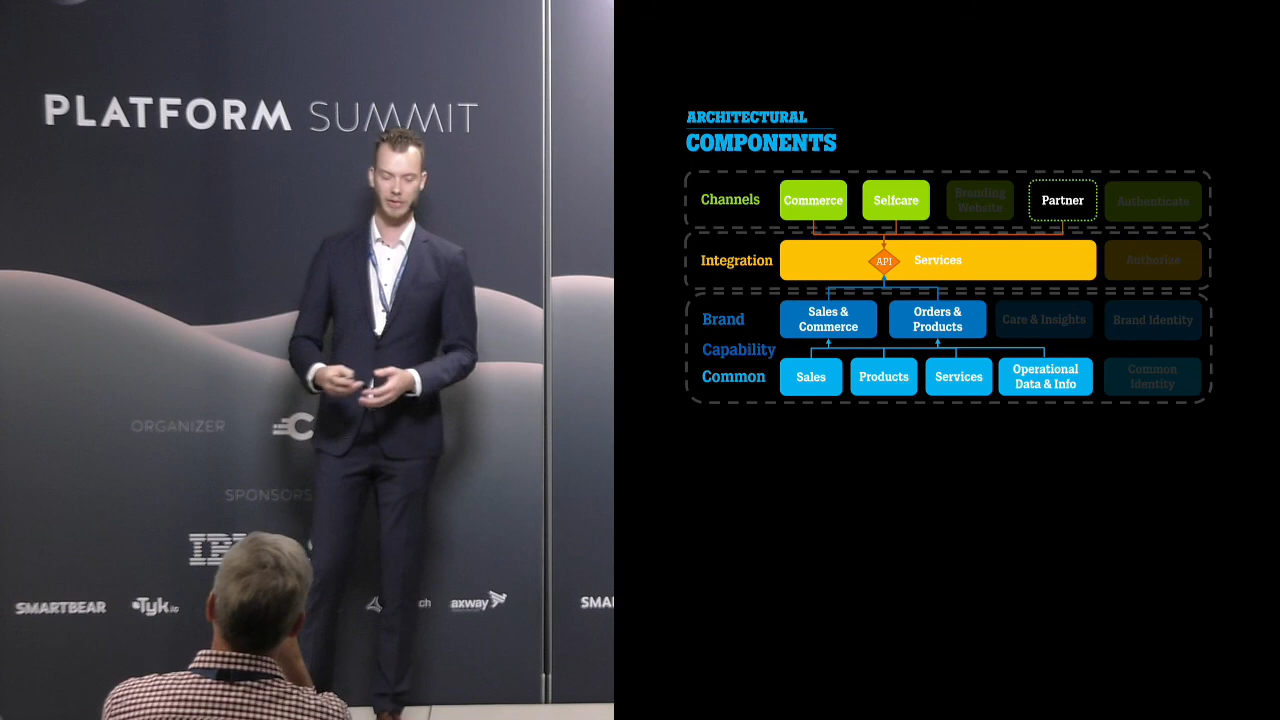 PLATFORM SUMMIT
ORGANIZER
SPONSORS
SMARTBEAR
Tyk.io
ch
axway
ARCHITECTURAL
COMPONENTS
Channels
Commerce
Selfcare
Branding
Website
Partner
Authenticate
Integration
API
Services
Authorize
Brand
Sales &
Commerce
Orders &
Products
Care & Insights
Brand Identity
Capability
Common
Sales
Products
Services
Operational
Data & Info
Common
Identity